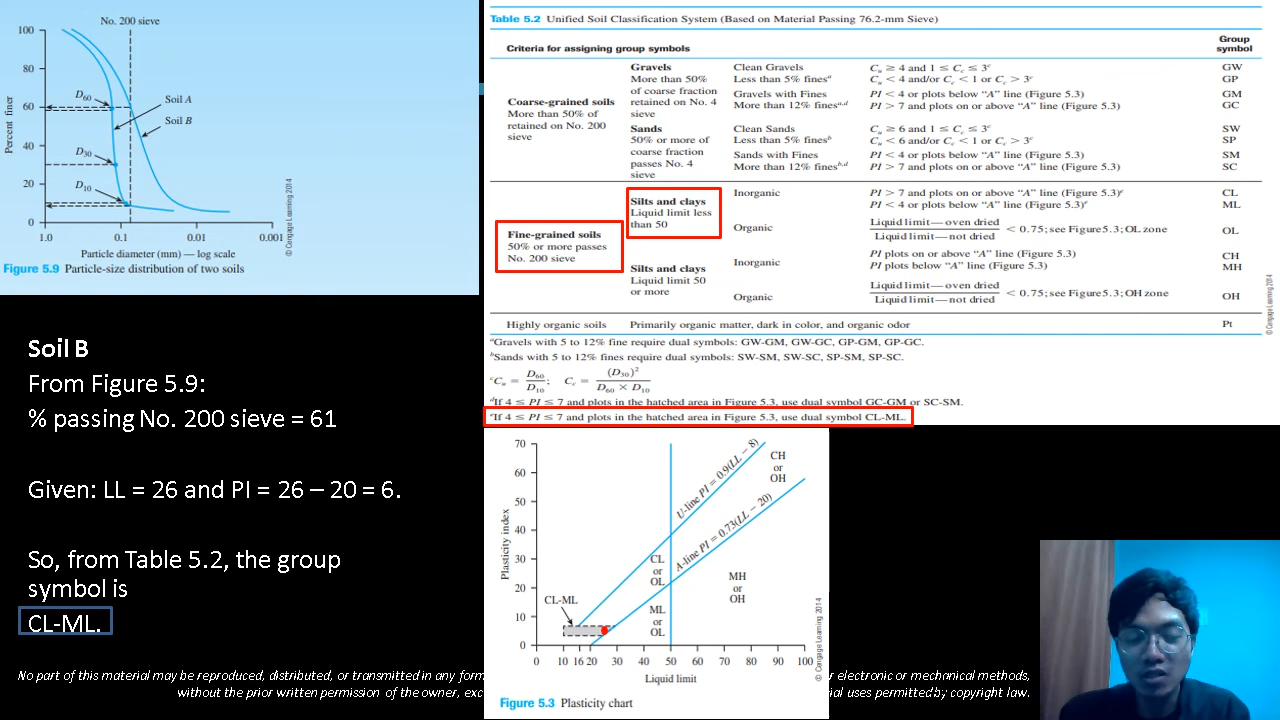 No. 200 sieve
100
80
60
40
20
0
Percent finer
D60
D30
D10
Soil A
Soil B
1.0 0.1 0.01 0.001
Particle diameter (mm) — log scale
© Cengage Learning 2014
Figure 5.9 Particle-size distribution of two soils
Soil B
From Figure 5.9:
% passing No. 200 sieve = 61
Given: LL = 26 and PI = 26 – 20 = 6.
So, from Table 5.2, the group
symbol is
CL-ML.
Table 5.2 Unified Soil Classification System (Based on Material Passing 76.2-mm Sieve)
Criteria for assigning group symbols
Group
symbol
Coarse-grained soils
More than 50% of
retained on No. 200
sieve
Gravels
More than 50%
of coarse fraction
retained on No. 4
sieve
Clean Gravels
Less than 5% finesᵃ
Cu ≥ 4 and 1 ≤ Cc ≤ 3ᶜ GW
Cu < 4 and/or Cc < 1 or Cc > 3ᶜ GP
Gravels with Fines
More than 12% finesᵃ,ᵈ
PI < 4 or plots below “A” line (Figure 5.3) GM
PI > 7 and plots on or above “A” line (Figure 5.3) GC
Sands
50% or more of
coarse fraction
passes No. 4
sieve
Clean Sands
Less than 5% finesᵇ
Cu ≥ 6 and 1 ≤ Cc ≤ 3ᶜ SW
Cu < 6 and/or Cc < 1 or Cc > 3ᶜ SP
Sands with Fines
More than 12% finesᵇ,ᵈ
PI < 4 or plots below “A” line (Figure 5.3) SM
PI > 7 and plots on or above “A” line (Figure 5.3) SC
Fine-grained soils
50% or more passes
No. 200 sieve
Silts and clays
Liquid limit less
than 50
Inorganic
PI > 7 and plots on or above “A” line (Figure 5.3)ᵉ CL
PI < 4 or plots below “A” line (Figure 5.3)ᵉ ML
Organic
Liquid limit—oven dried
Liquid limit—not dried
< 0.75; see Figure 5.3; OL zone OL
Silts and clays
Liquid limit 50
or more
Inorganic
PI plots on or above “A” line (Figure 5.3) CH
PI plots below “A” line (Figure 5.3) MH
Organic
Liquid limit—oven dried
Liquid limit—not dried
< 0.75; see Figure 5.3; OH zone OH
Highly organic soils Primarily organic matter, dark in color, and organic odor Pt
ᵃGravels with 5 to 12% fine require dual symbols: GW-GM, GW-GC, GP-GM, GP-GC.
ᵇSands with 5 to 12% fines require dual symbols: SW-SM, SW-SC, SP-SM, SP-SC.
ᶜCu = D60 / D10; Cc = (D30)² / D60 × D10
ᵈIf 4 ≤ PI ≤ 7 and plots in the hatched area in Figure 5.3, use dual symbol GC-GM or SC-SM.
ᵉIf 4 ≤ PI ≤ 7 and plots in the hatched area in Figure 5.3, use dual symbol CL-ML.
© Cengage Learning 2014
70
60
50
40
30
20
10
0
Plasticity index
U-line PI = 0.9(LL – 8)
A-line PI = 0.73(LL – 20)
CH
or
OH
CL
or
OL
MH
or
OH
CL-ML
ML
or
OL
0 10 16 20 30 40 50 60 70 80 90 100
Liquid limit
© Cengage Learning 2014
Figure 5.3 Plasticity chart
No part of this material may be reproduced, distributed, or transmitted in any form
r electronic or mechanical methods,
without the prior written permission of the owner, exc
ial uses permitted by copyright law.